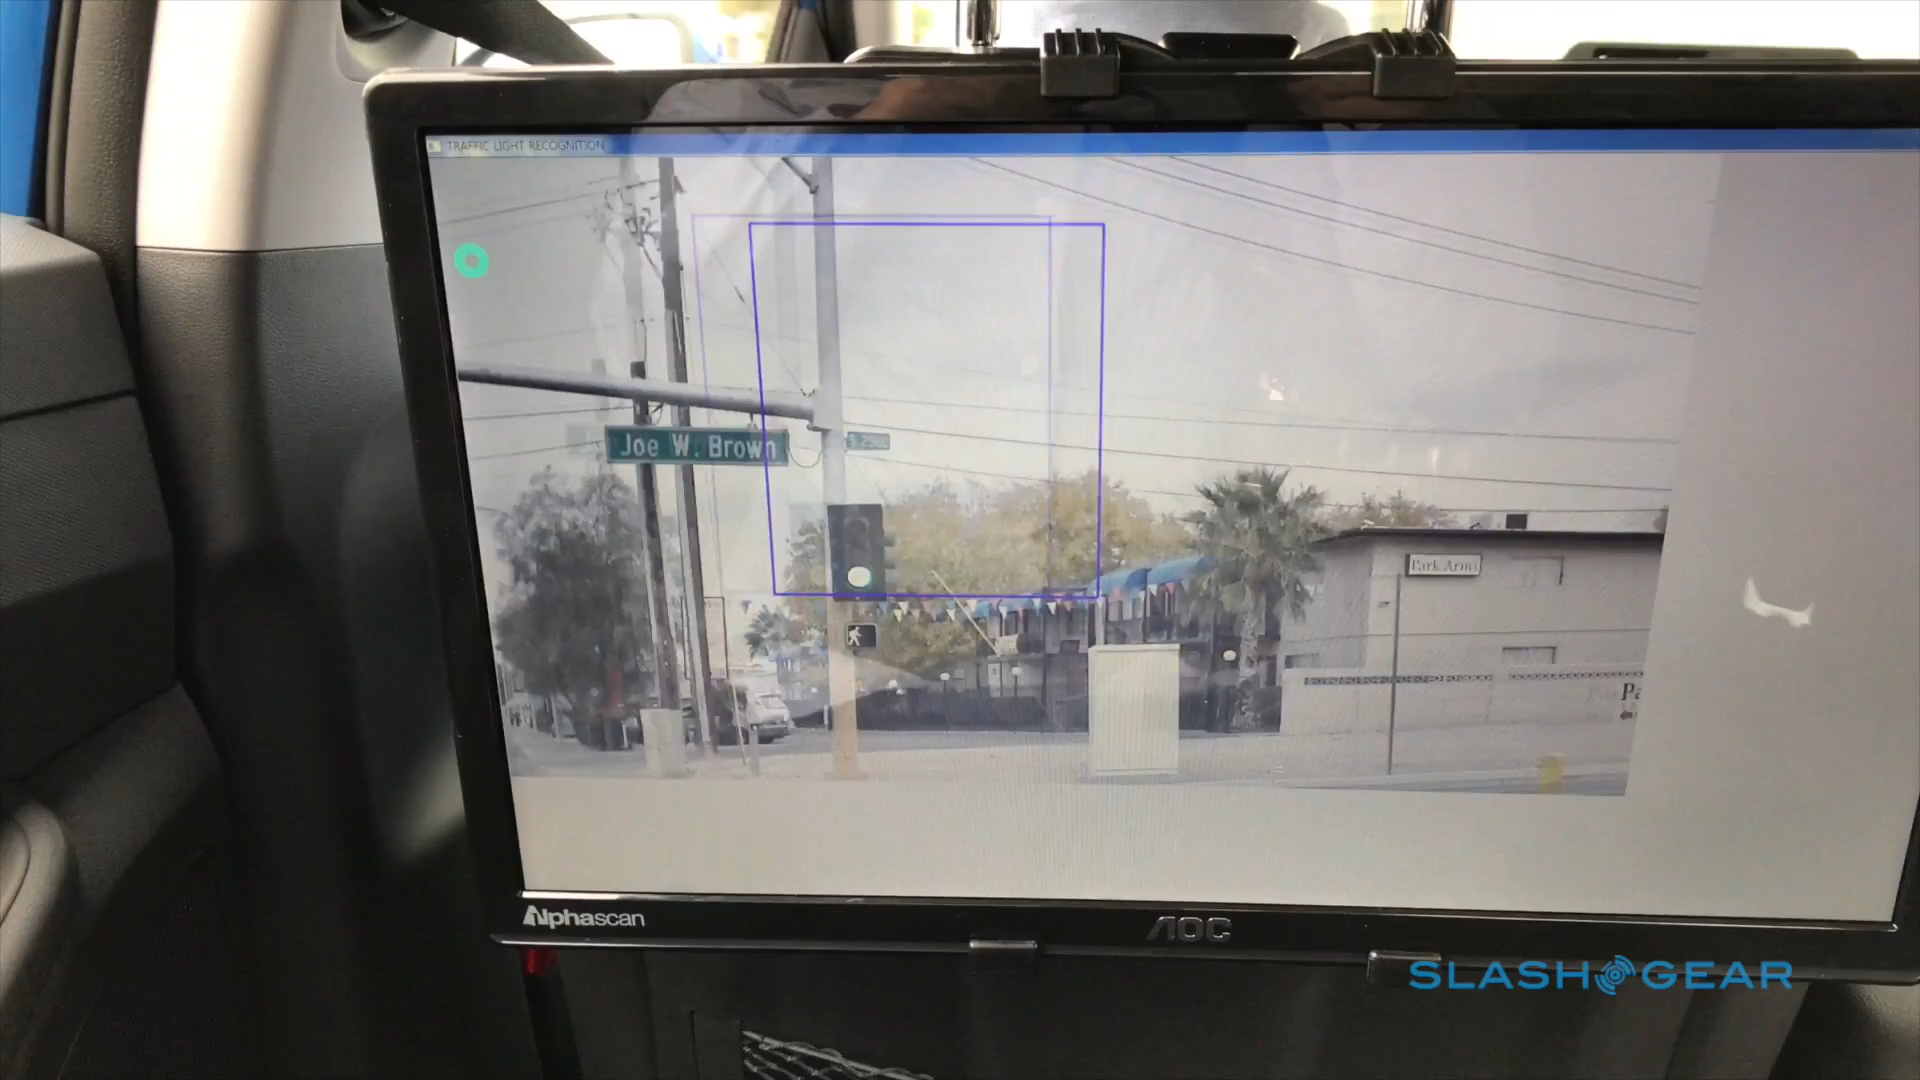 TRAFFIC LIGHT RECOGNITION
Joe W. Brown
Park Arms
Alphascan
AOC
SLASHGEAR